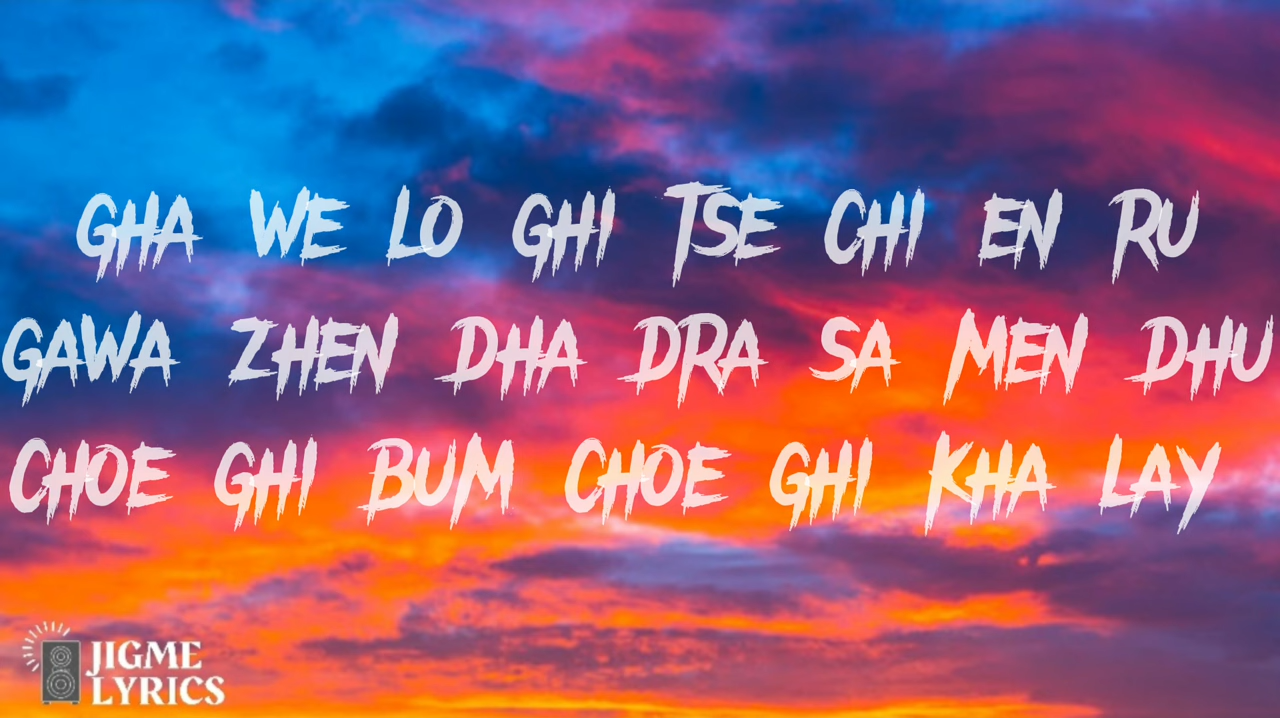 GHA WE LO GHI TSE CHI EN RU
GAWA ZHEN DHA DRA SA MEN DHU
CHOE GHI BUM CHOE GHI KHA LAY
JIGME
LYRICS